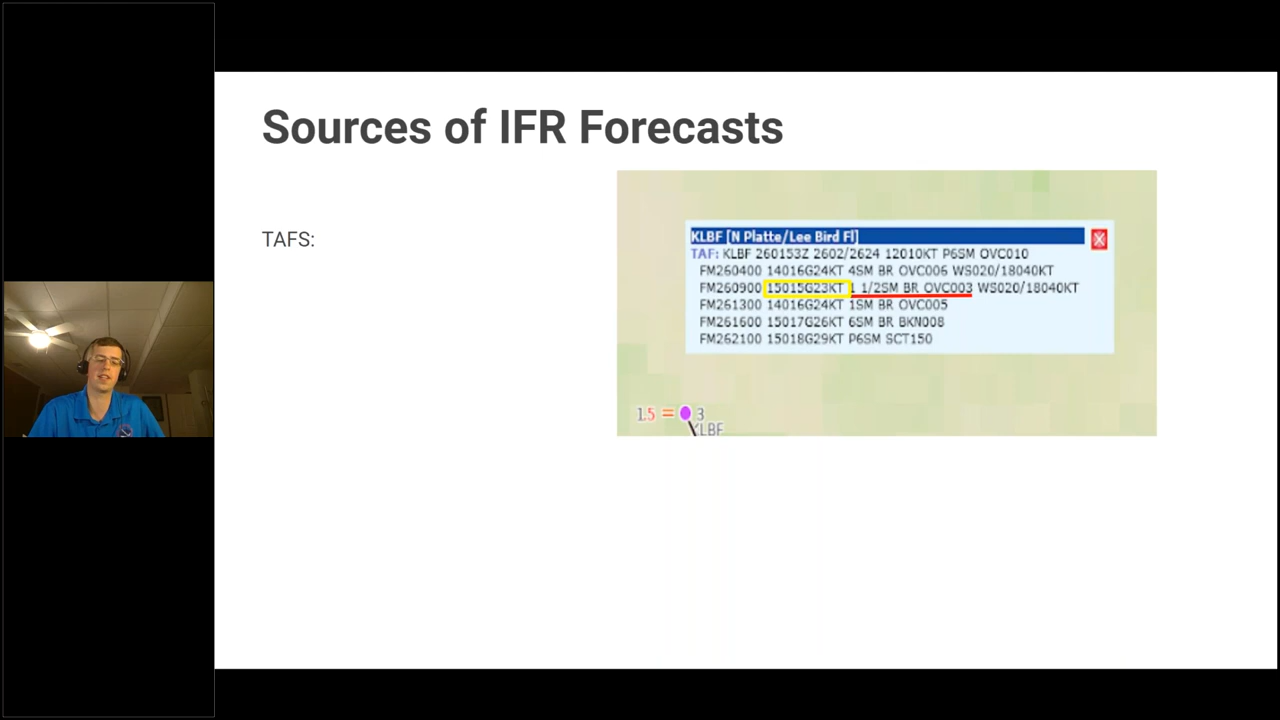 Sources of IFR Forecasts
TAFS:
KLBF [N Platte/Lee Bird Fl]
TAF: KLBF 260153Z 2602/2624 12010KT P6SM OVC010
FM260400 14016G24KT 4SM BR OVC006 WS020/18040KT
FM260900 15015G23KT 1 1/2SM BR OVC003 WS020/18040KT
FM261300 14016G24KT 1SM BR OVC005
FM261600 15017G26KT 6SM BR BKN008
FM262100 15018G29KT P6SM SCT150
1.5 = 3
KLBF